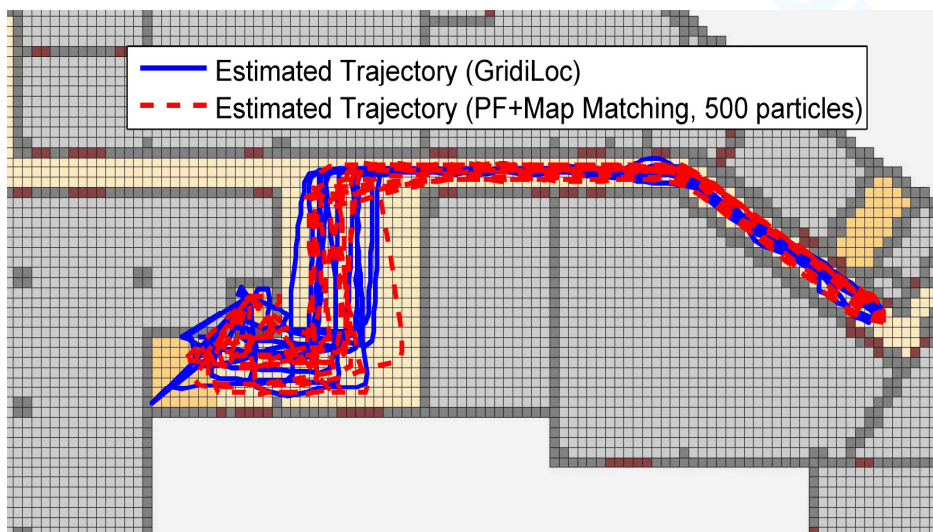 Estimated Trajectory (GridiLoc)
Estimated Trajectory (PF+Map Matching, 500 particles)